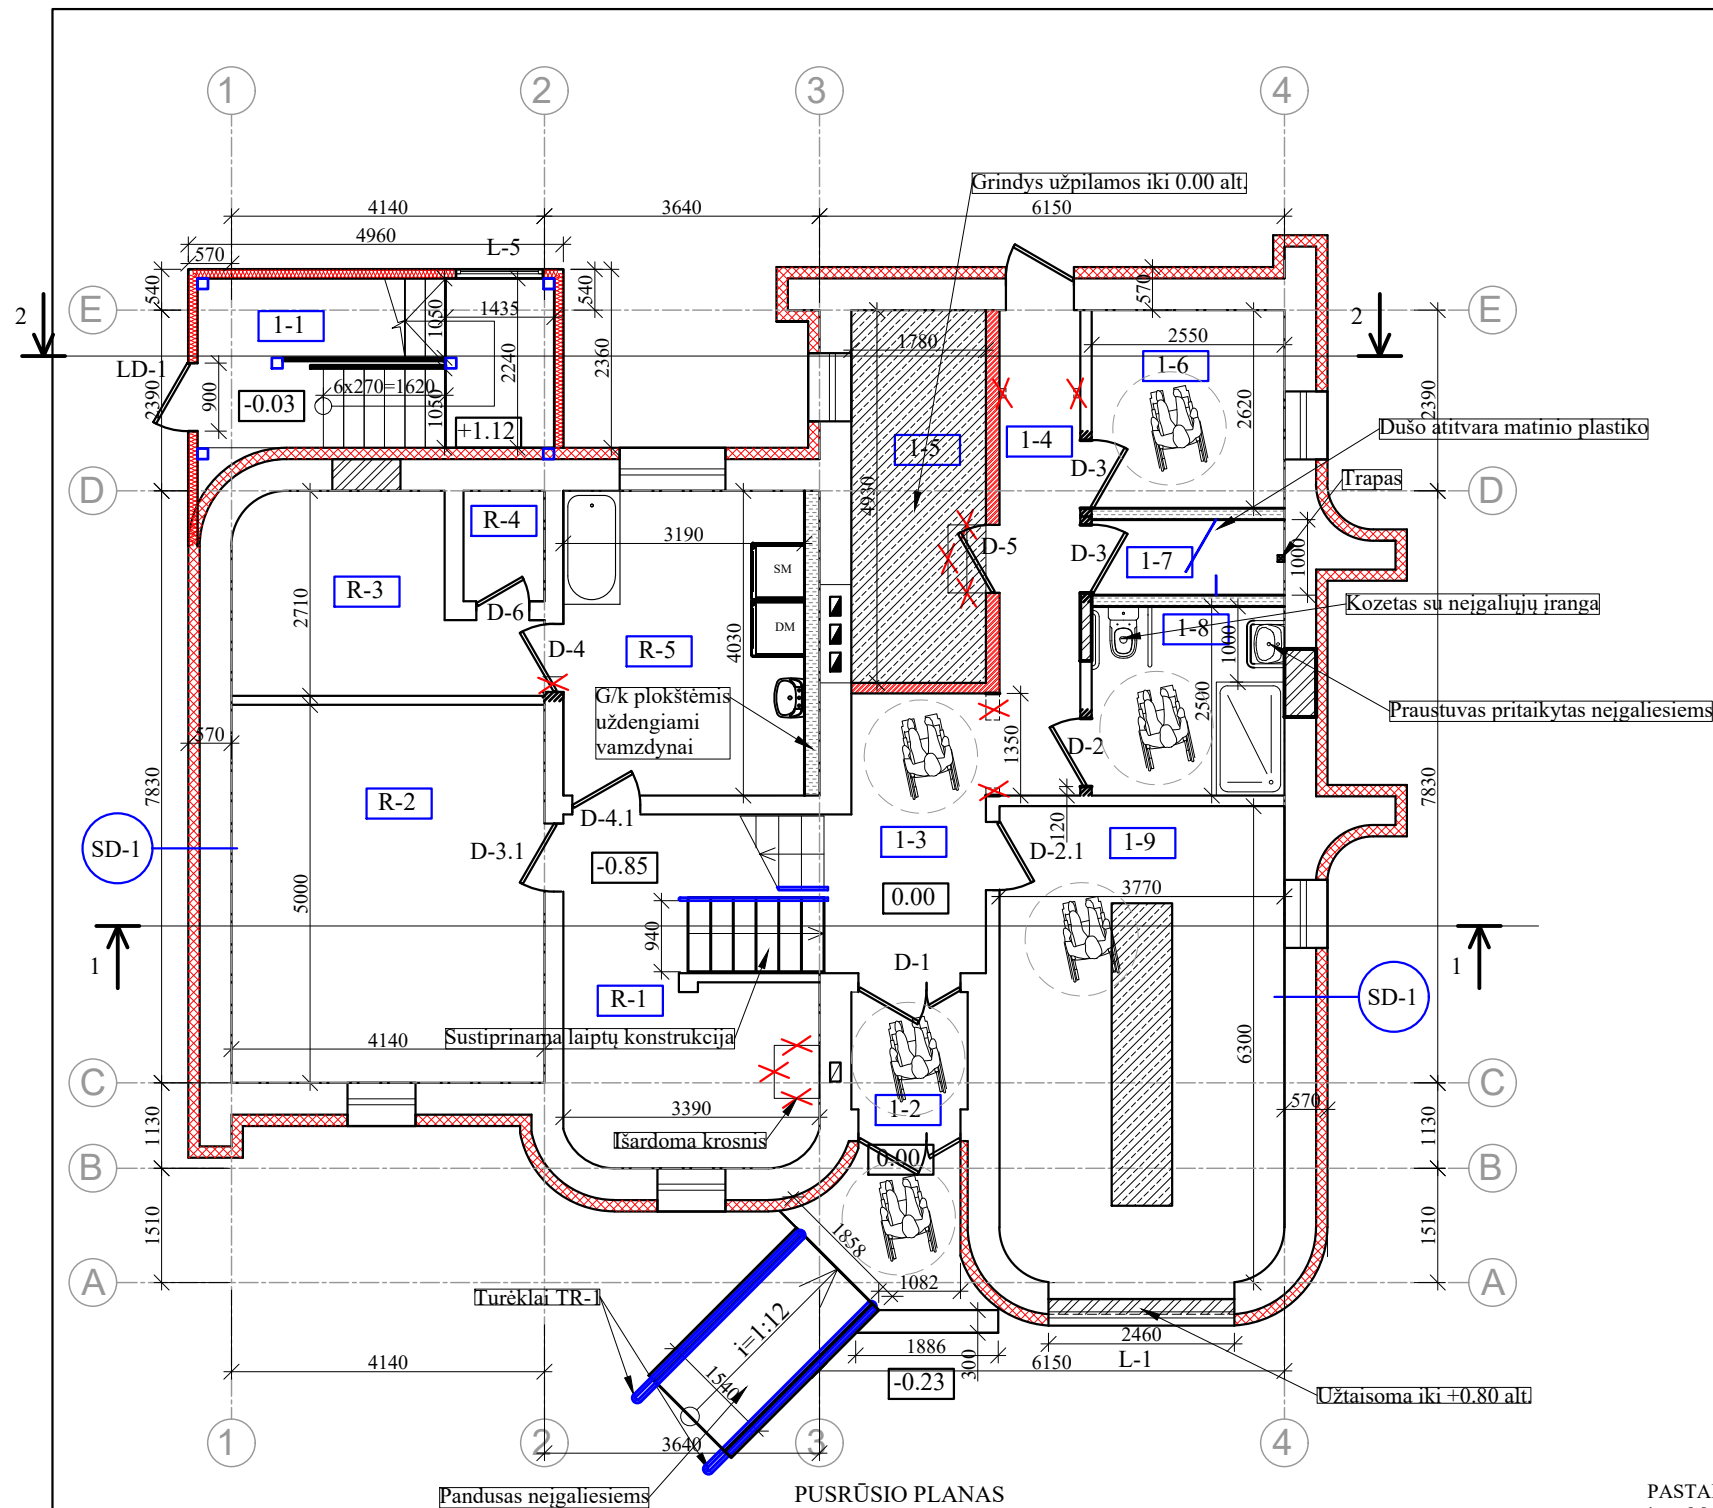 1
2
3
4
Grindys užpilamos iki 0.00 alt.
4140
3640
6150
4960
L-5
570
540
540
570
E
E
2
2
1-1
1050
1435
1780
2550
LD-1
1-6
2390
900
2240
2360
6x270=1620
2620
2390
-0.03
1050
+1.12
1-5
1-4
Dušo atitvara matinio plastiko
D-3
Trapas
D
D
R-4
4930
3190
D-5
D-3
1-7
1000
SM
R-3
2710
D-6
Kozetas su neįgaliųjų įranga
DM
1-8
1000
D-4
R-5
4030
G/k plokštėmis
uždengiami
vamzdynai
2500
Praustuvas pritaikytas neįgaliesiems
570
1350
D-2
7830
7830
R-2
D-4.1
120
SD-1
D-3.1
-0.85
1-3
D-2.1
1-9
5000
0.00
3770
940
1
1
D-1
R-1
SD-1
Sustiprinama laiptų konstrukcija
4140
6300
C
C
3390
1-2
570
1130
Išardoma krosnis
1130
B
0.00
B
1510
1858
1510
A
1082
A
Turėklai TR-1
i=1:12
2460
1886
300
6150
L-1
4140
1540
-0.23
Užtaisoma iki +0.80 alt.
1
2
3640
3
4
Pandusas neįgaliesiems
PUSRŪSIO PLANAS